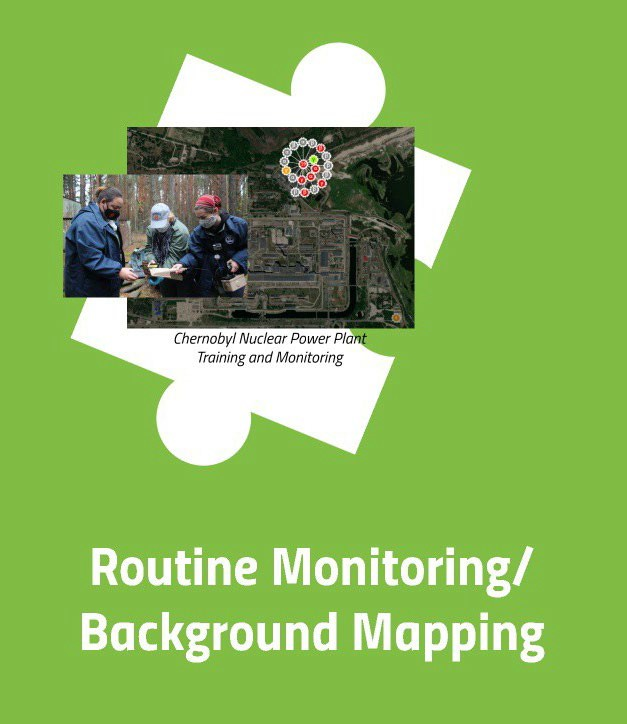 Chernobyl Nuclear Power Plant
Training and Monitoring
Routine Monitoring/
Background Mapping